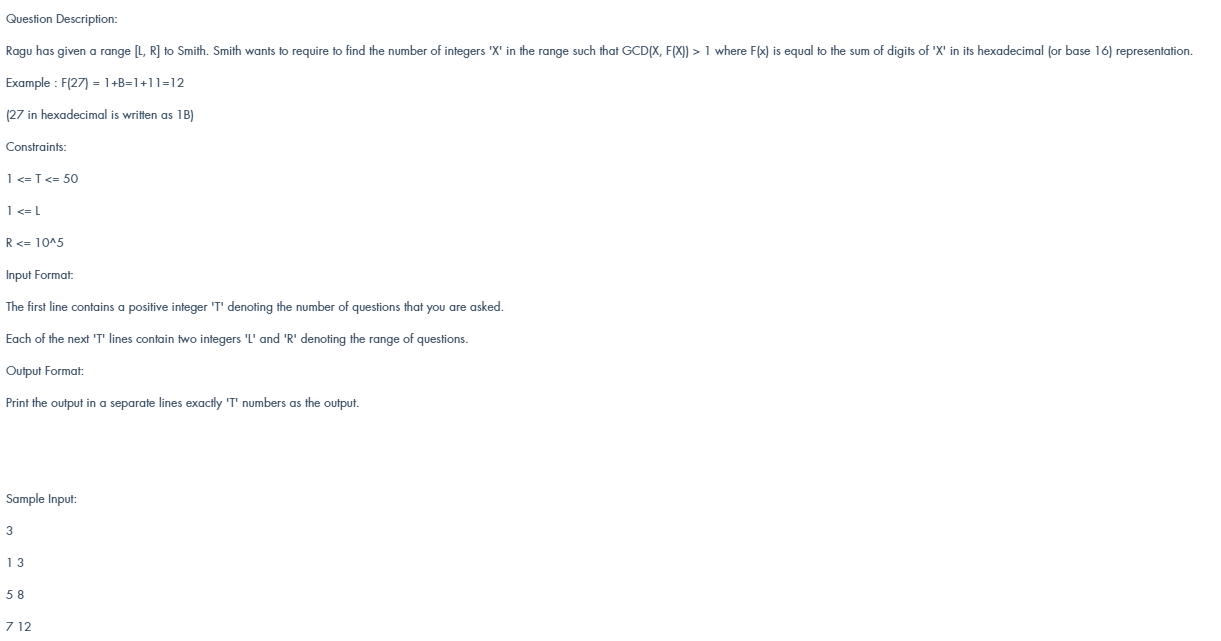 Question Description:
Ragu has given a range [L, R] to Smith. Smith wants to require to find the number of integers 'X' in the range such that GCD(X, F(X)) > 1 where F(x) is equal to the sum of digits of 'X' in its hexadecimal (or base 16) representation.
Example : F(27) = 1+B=1+11=12
(27 in hexadecimal is written as 1B)
Constraints:
1 <= T <= 50
1 <= L
R <= 10^5
Input Format:
The first line contains a positive integer 'T' denoting the number of questions that you are asked.
Each of the next 'T' lines contain two integers 'L' and 'R' denoting the range of questions.
Output Format:
Print the output in a separate lines exactly 'T' numbers as the output.
Sample Input:
3
1 3
5 8
7 12